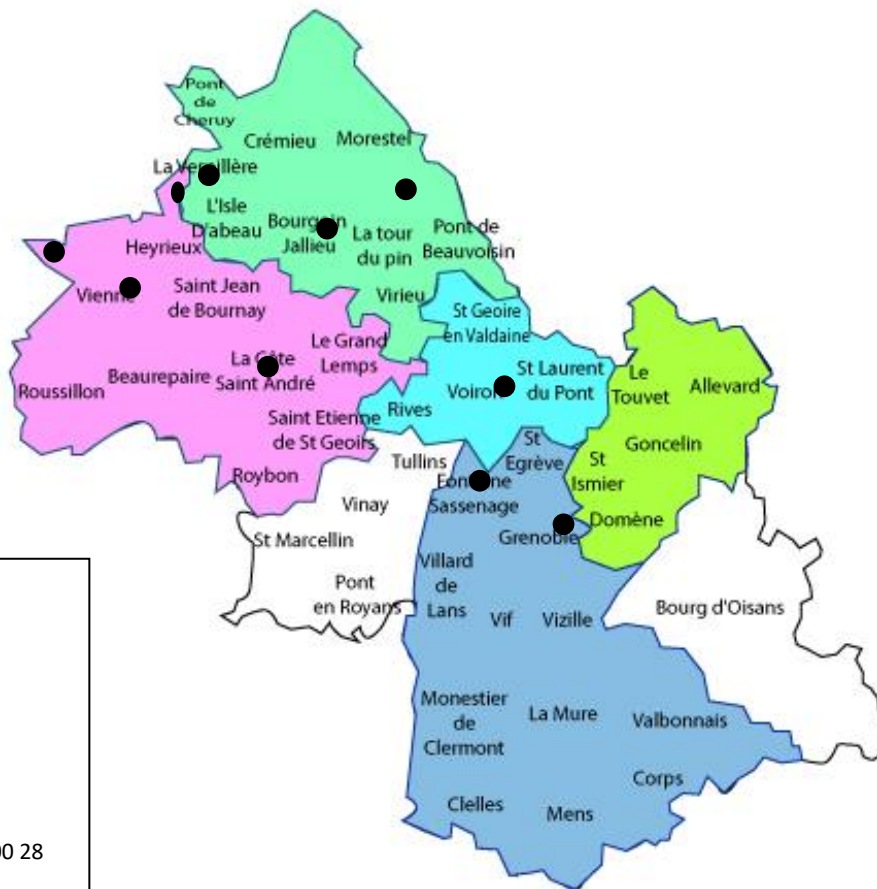 Pont
de
Cheruy
Crémieu
Morestel
La Verpillère
L'Isle
D'abeau
Bourgoin
Jallieu
La tour
du pin
Pont de
Beauvoisin
Heyrieux
Vienne
Saint Jean
de Bournay
Virieu
St Geoire
en Valdaine
Le Grand
Lemps
La Côte
Saint André
Beaurepaire
Roussillon
Voiron
St Laurent
du Pont
Rives
Le
Touvet
Allevard
Saint Etienne
de St Geoirs
Goncelin
St
Egrève
Tullins
Roybon
St
Ismier
Fontaine
Sassenage
Vinay
Domène
Grenoble
St Marcellin
Villard
de
Lans
Pont
en Royans
Bourg d'Oisans
Vif
Vizille
Monestier
de
Clermont
La Mure
Valbonnais
Corps
Clelles
Mens
00 28